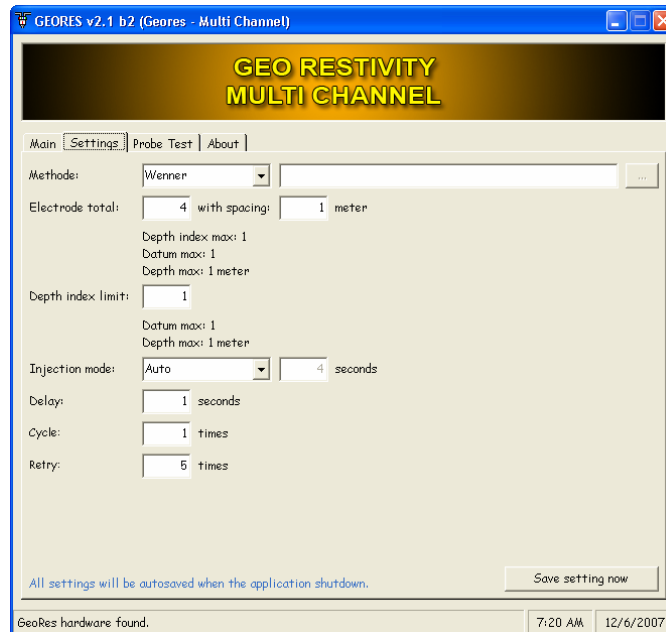 GEORES v2.1 b2 (Geores - Multi Channel)
GEO RESTIVITY
MULTI CHANNEL
Main Settings Probe Test About
Methode: Wenner ...
Electrode total: 4 with spacing: 1 meter
Depth index max: 1
Datum max: 1
Depth max: 1 meter
Depth index limit: 1
Datum max: 1
Depth max: 1 meter
Injection mode: Auto 4 seconds
Delay: 1 seconds
Cycle: 1 times
Retry: 5 times
All settings will be autosaved when the application shutdown. Save setting now
GeoRes hardware found. 7:20 AM 12/6/2007